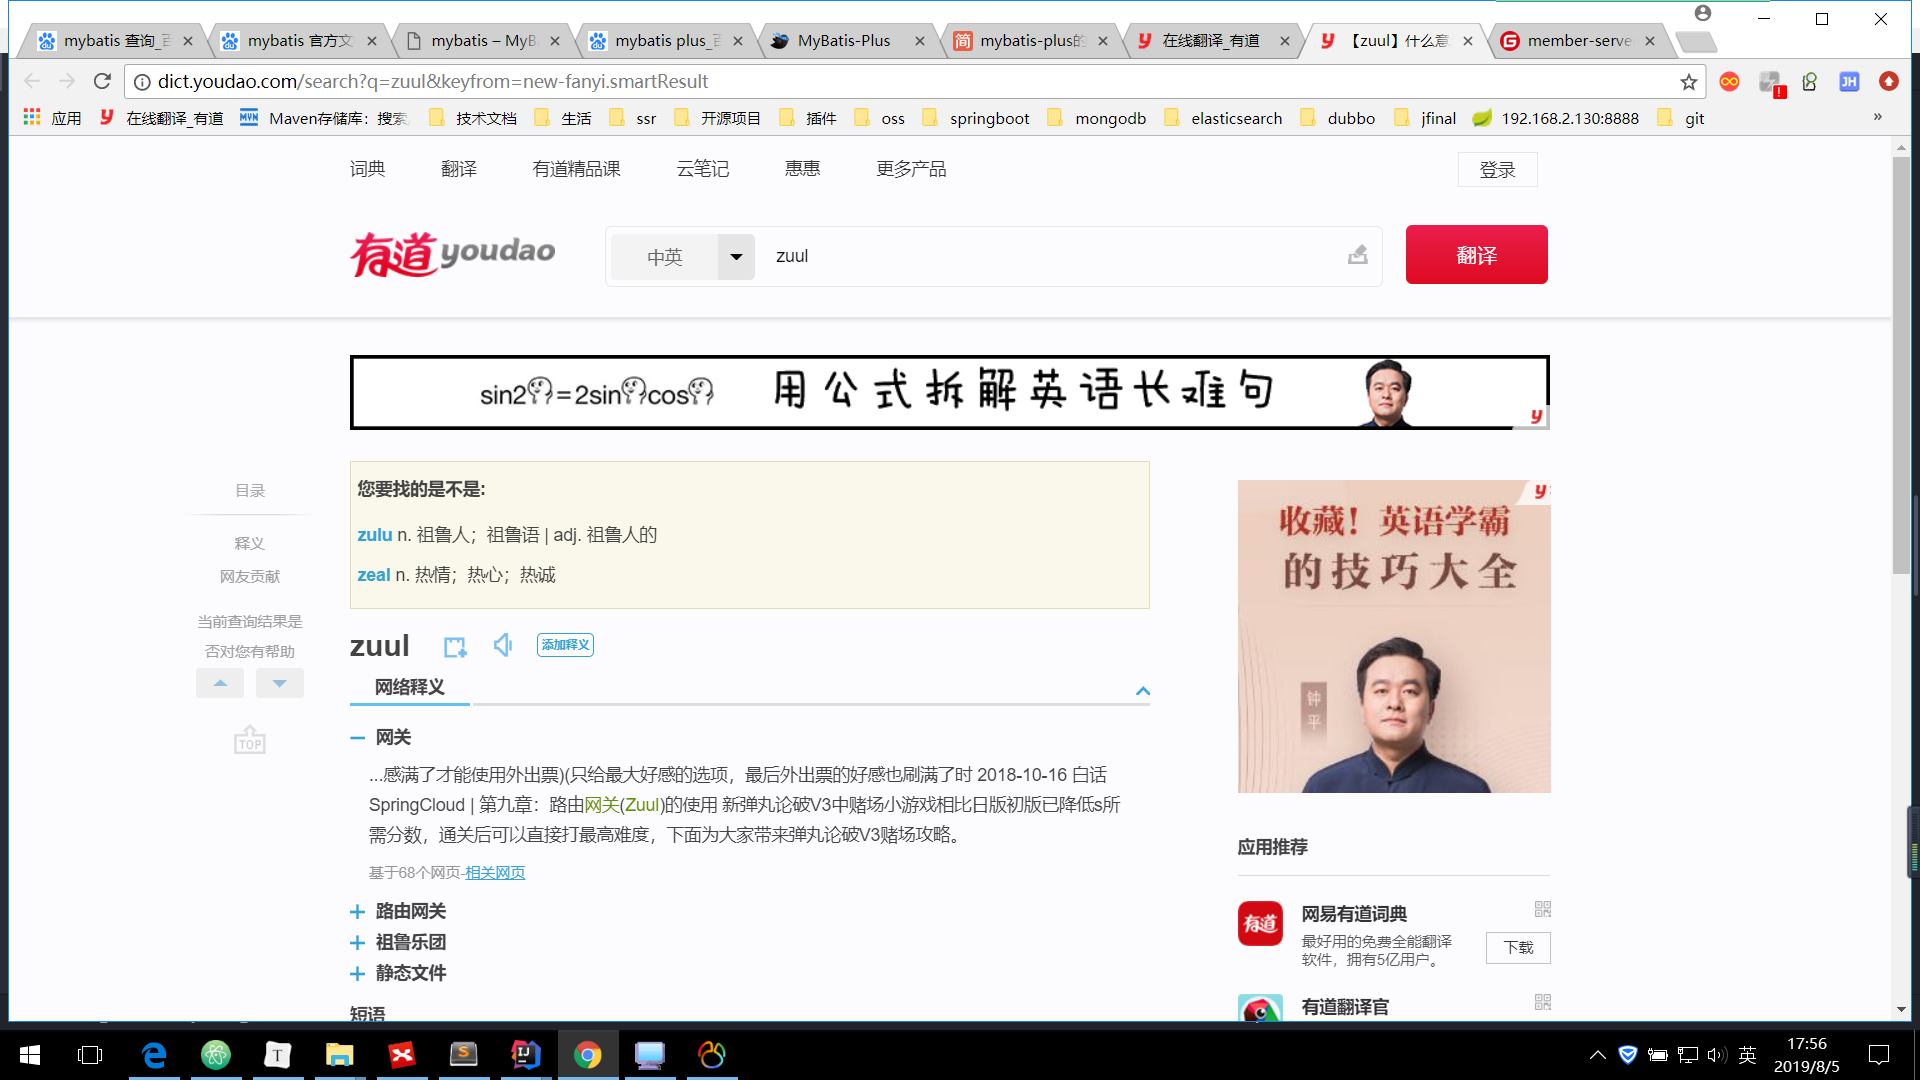 mybatis 查询_百
mybatis 官方文
mybatis – MyB
mybatis plus_百
MyBatis-Plus
mybatis-plus的
在线翻译_有道
【zuul】什么意
member-serve
dict.youdao.com/search?q=zuul&keyfrom=new-fanyi.smartResult
应用
在线翻译_有道
Maven存储库：搜索
技术文档
生活
ssr
开源项目
插件
oss
springboot
mongodb
elasticsearch
dubbo
jfinal
192.168.2.130:8888
git
»
词典
翻译
有道精品课
云笔记
惠惠
更多产品
登录
有道 youdao
中英
zuul
翻译
sin2=2sincos
用公式拆解英语长难句
目录
释义
网友贡献
当前查询结果是
否对您有帮助
TOP
您要找的是不是:
zulu n. 祖鲁人；祖鲁语 | adj. 祖鲁人的
zeal n. 热情；热心；热诚
zuul
添加释义
网络释义
网关
...感满了才能使用外出票)(只给最大好感的选项，最后外出票的好感也刷满了时 2018-10-16 白话
SpringCloud | 第九章：路由网关(Zuul)的使用 新弹丸论破V3中赌场小游戏相比日版初版已降低s所
需分数，通关后可以直接打最高难度，下面为大家带来弹丸论破V3赌场攻略。
基于68个网页-相关网页
路由网关
祖鲁乐团
静态文件
短语
收藏！英语学霸
的技巧大全
钟平
应用推荐
有道
网易有道词典
最好用的免费全能翻译
软件，拥有5亿用户。
下载
有道翻译官
英
17:56
2019/8/5